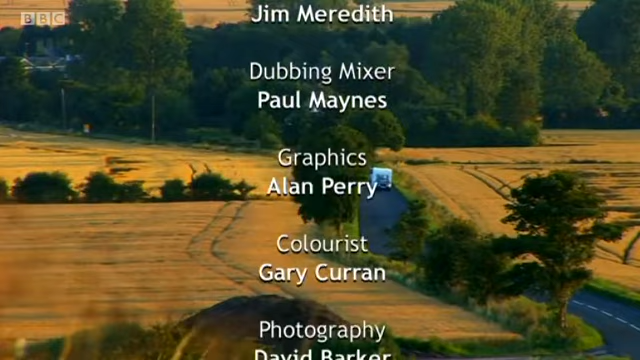 BBC
Jim Meredith
Dubbing Mixer
Paul Maynes
Graphics
Alan Perry
Colourist
Gary Curran
Photography
David Barker